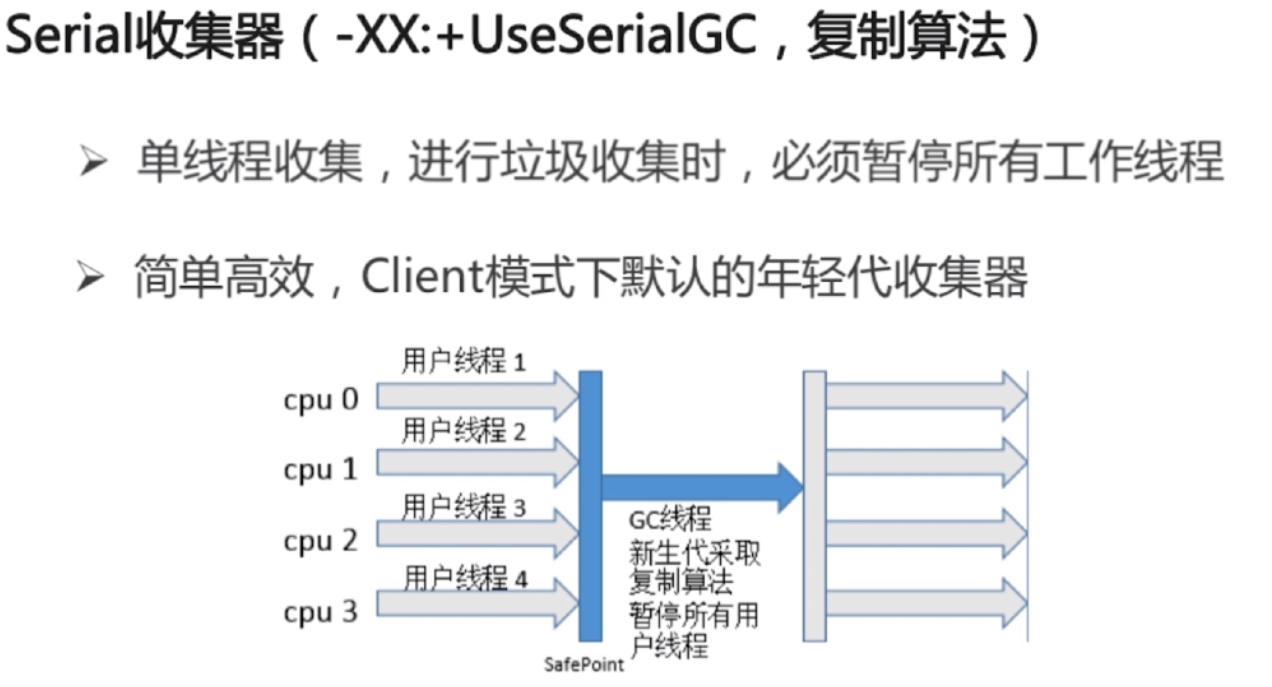 Serial收集器（-XX:+UseSerialGC，复制算法）
单线程收集，进行垃圾收集时，必须暂停所有工作线程
简单高效，Client模式下默认的年轻代收集器
用户线程 1
cpu 0
用户线程 2
cpu 1
用户线程 3
cpu 2
用户线程 4
cpu 3
GC线程
新生代采取
复制算法
暂停所有用
户线程
SafePoint